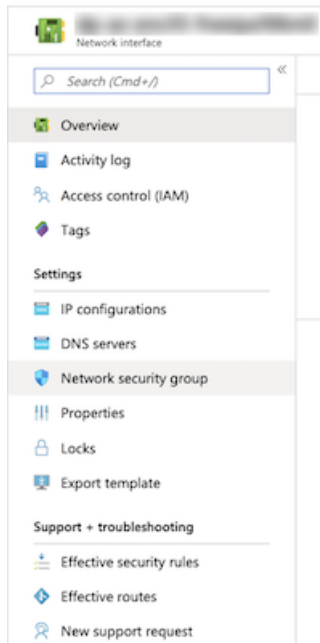 Network interface
Search (Cmd+/)
«
Overview
Activity log
Access control (IAM)
Tags
Settings
IP configurations
DNS servers
Network security group
Properties
Locks
Export template
Support + troubleshooting
Effective security rules
Effective routes
New support request